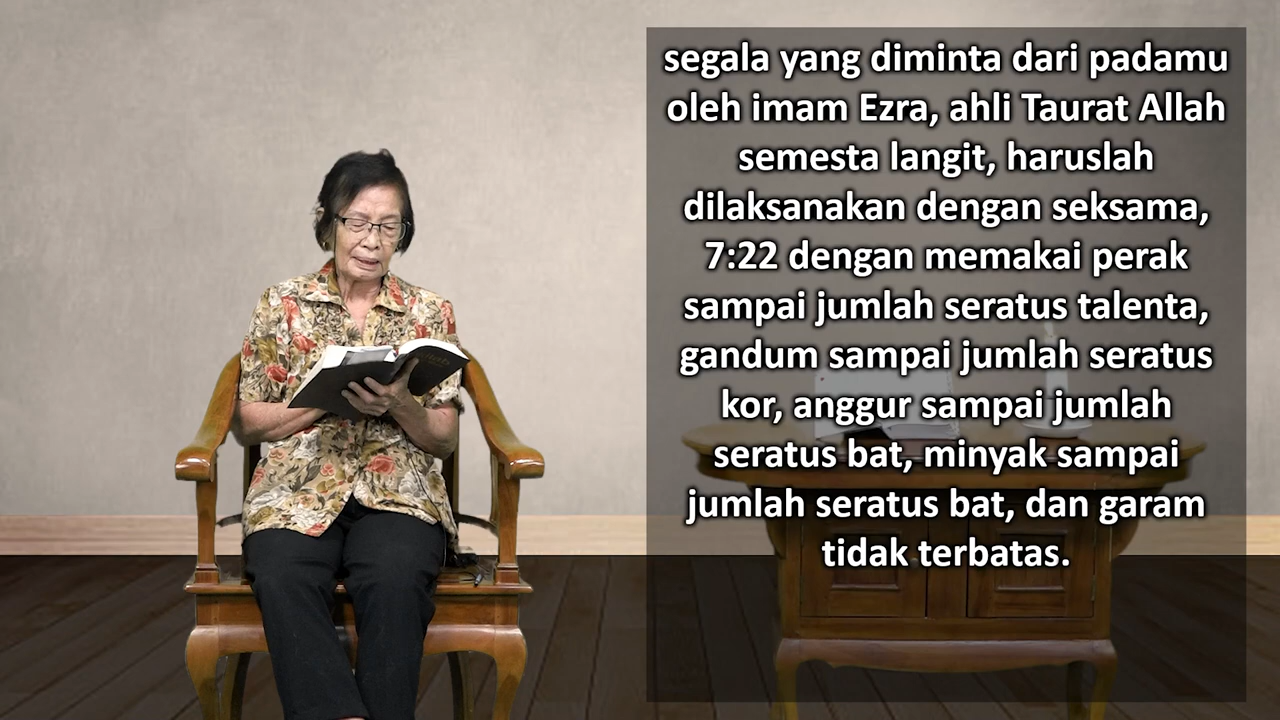 segala yang diminta dari padamu
oleh imam Ezra, ahli Taurat Allah
semesta langit, haruslah
dilaksanakan dengan seksama,
7:22 dengan memakai perak
sampai jumlah seratus talenta,
gandum sampai jumlah seratus
kor, anggur sampai jumlah
seratus bat, minyak sampai
jumlah seratus bat, dan garam
tidak terbatas.